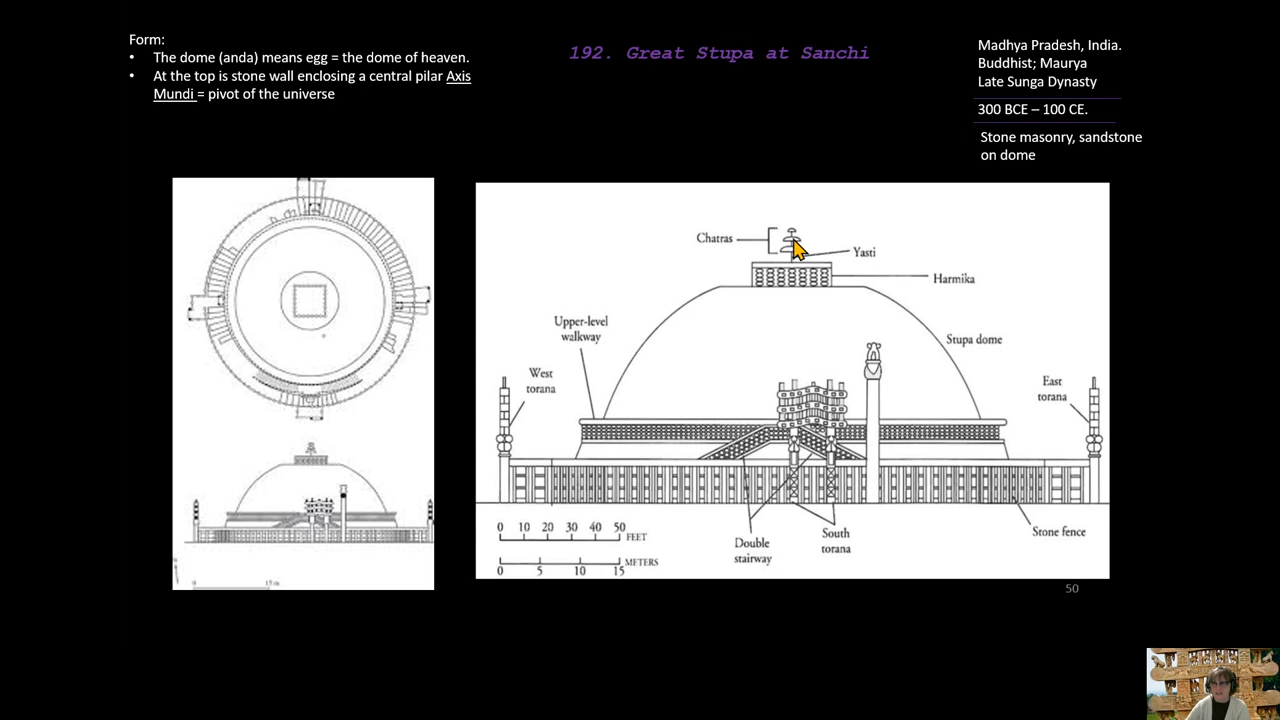 Form:
• The dome (anda) means egg = the dome of heaven.
• At the top is stone wall enclosing a central pilar Axis
Mundi = pivot of the universe
192. Great Stupa at Sanchi
Madhya Pradesh, India.
Buddhist; Maurya
Late Sunga Dynasty
300 BCE – 100 CE.
Stone masonry, sandstone
on dome
Chatras
Yasti
Harmika
Upper-level
walkway
Stupa dome
West
torana
East
torana
0 10 20 30 40 50
FEET
0 5 10 15
METERS
Double
stairway
South
torana
Stone fence
50